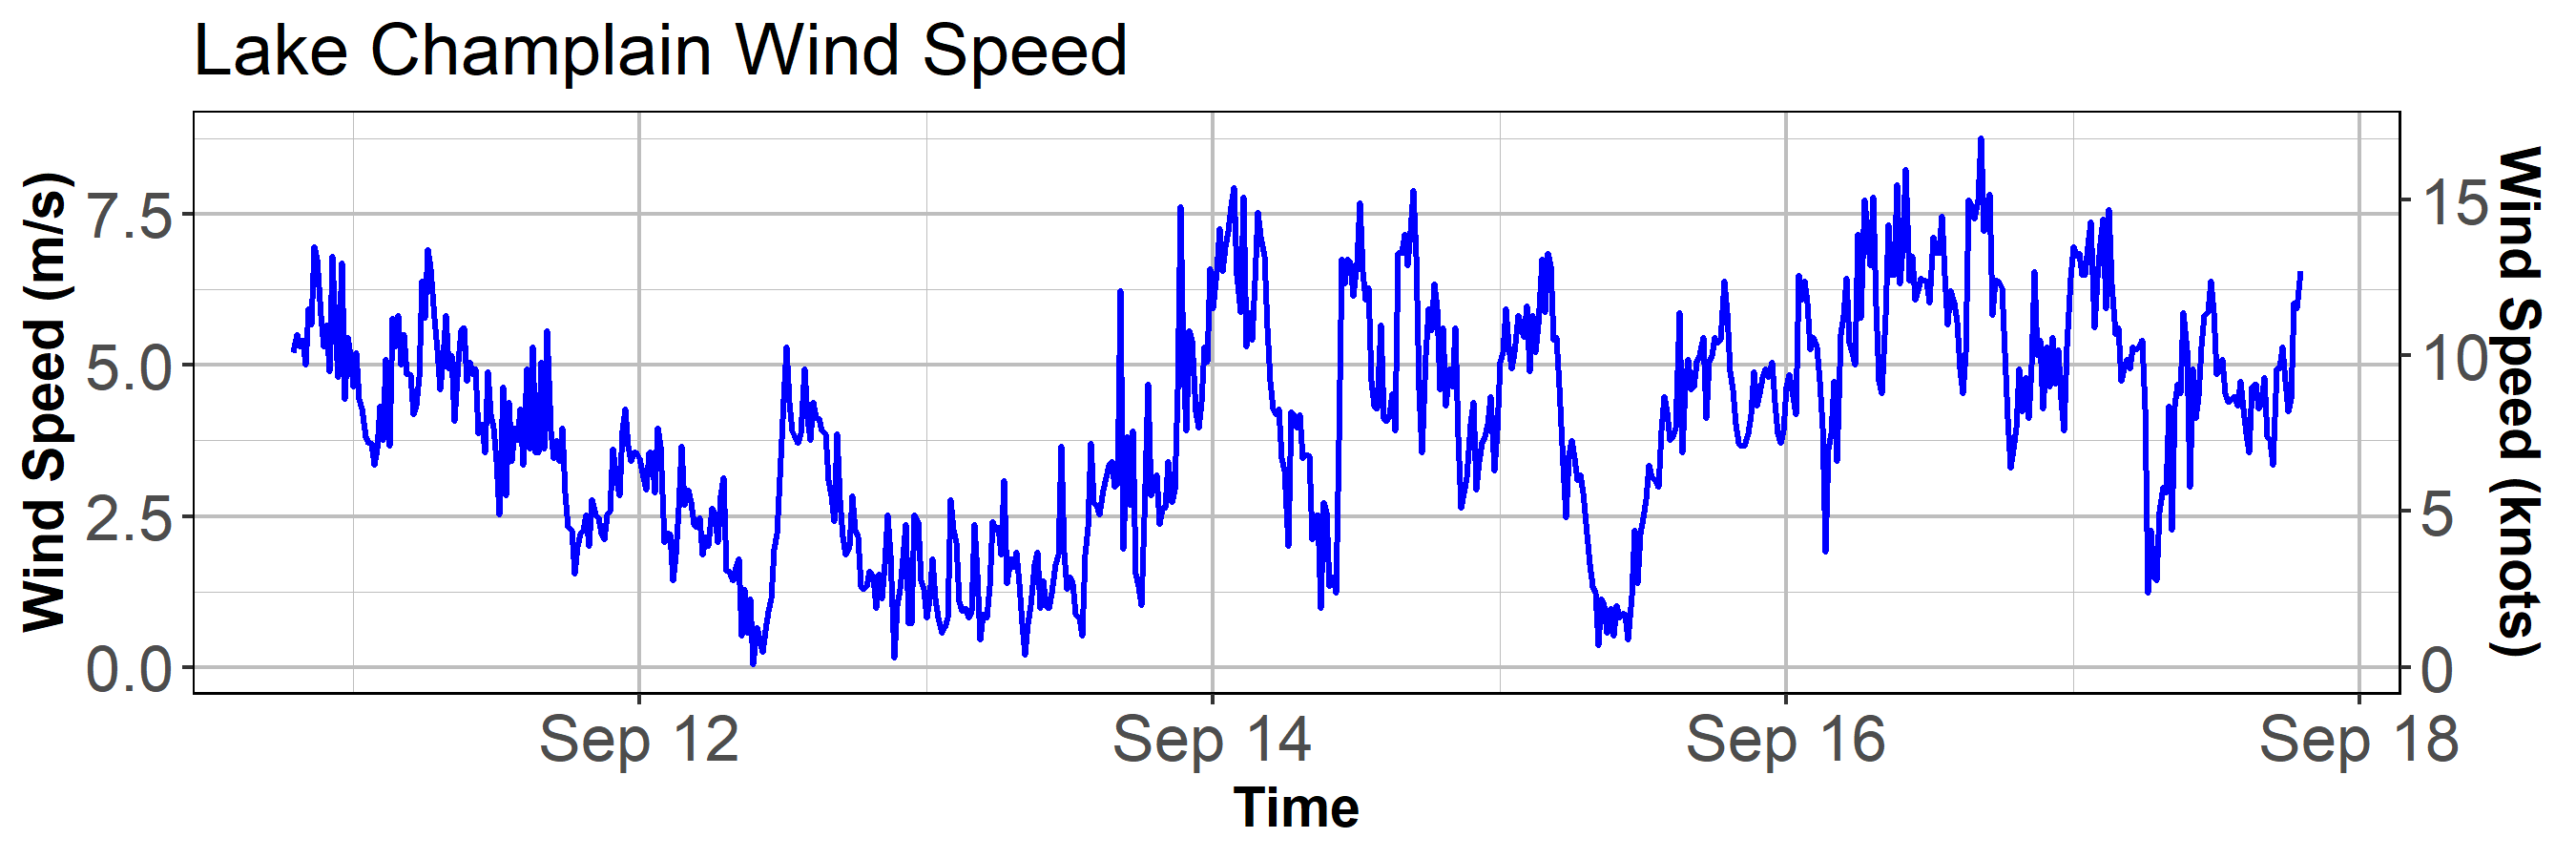 Lake Champlain Wind Speed
Wind Speed (m/s)
7.5
5.0
2.5
0.0
15
10
5
0
Wind Speed (knots)
Sep 12
Sep 14
Sep 16
Sep 18
Time